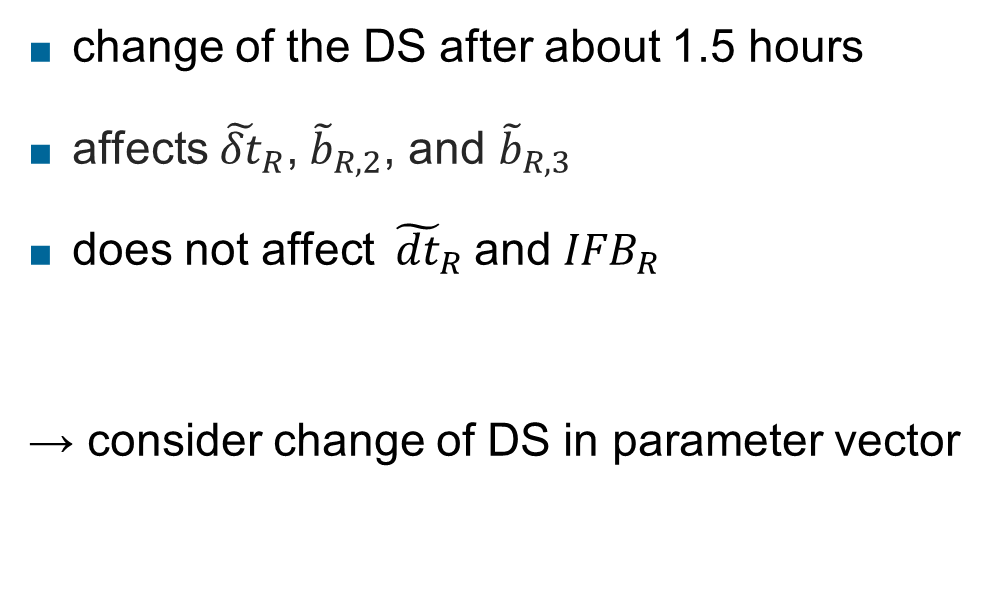 ▪ change of the DS after about 1.5 hours
▪ affects $\widetilde{\delta} t_R$, $\tilde{b}_{R,2}$, and $\tilde{b}_{R,3}$
▪ does not affect $\widetilde{dt}_R$ and $IFB_R$
→ consider change of DS in parameter vector